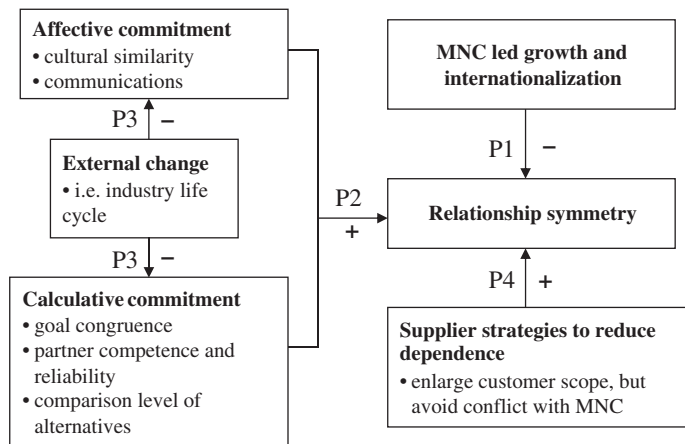 Affective commitment
• cultural similarity
• communications
P3 –
External change
• i.e. industry life
cycle
P3 –
Calculative commitment
• goal congruence
• partner competence and
reliability
• comparison level of
alternatives
P2
+
MNC led growth and
internationalization
P1 –
Relationship symmetry
P4 +
Supplier strategies to reduce
dependence
• enlarge customer scope, but
avoid conflict with MNC